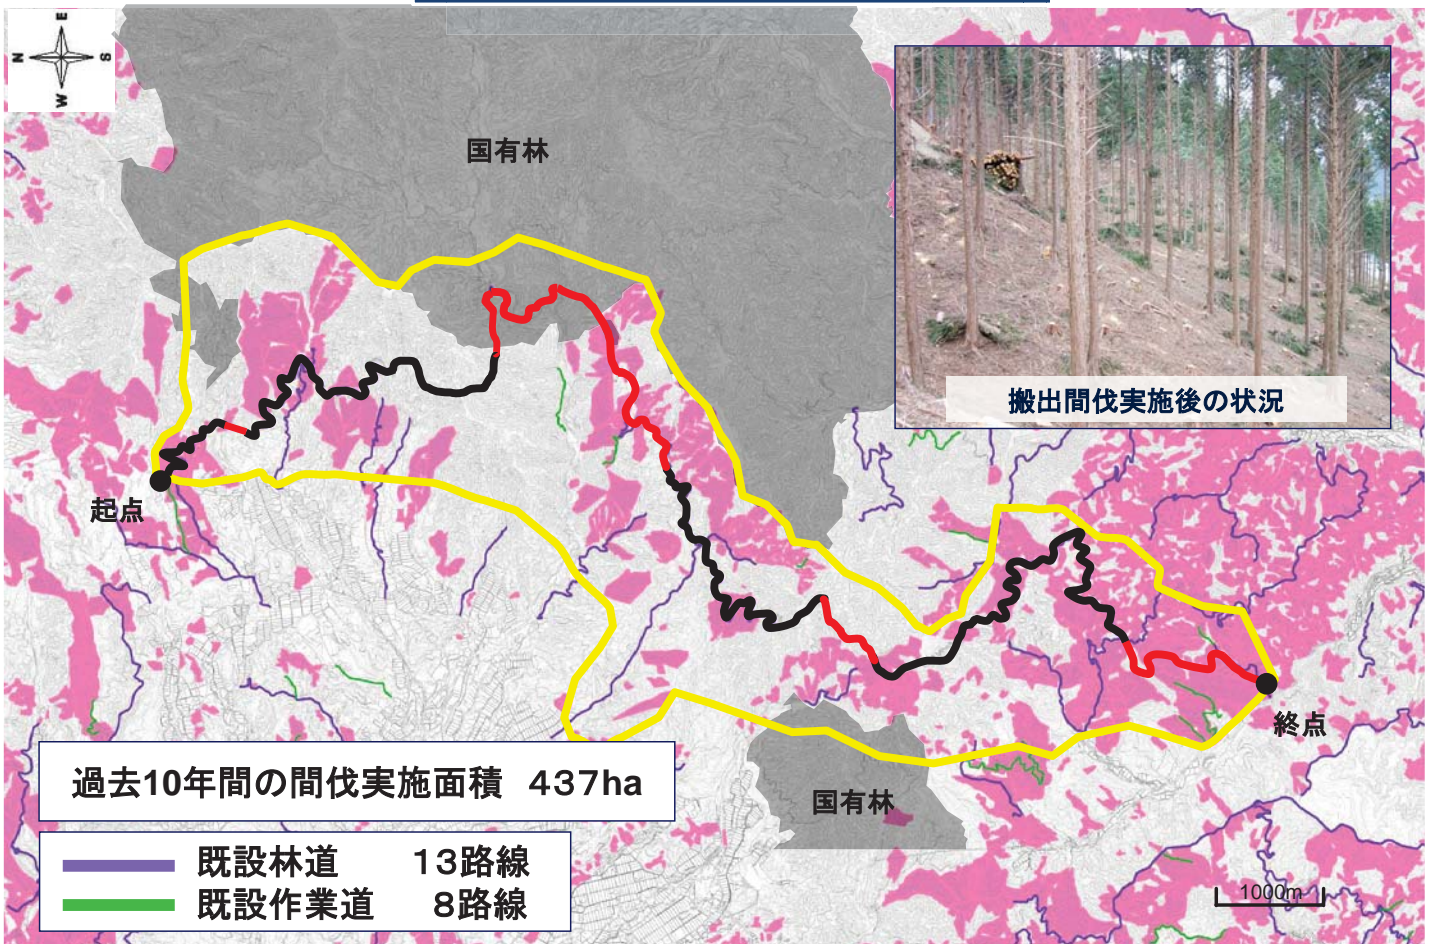 E
N
S
W
国有林
搬出間伐実施後の状況
起点
終点
国有林
過去10年間の間伐実施面積 437ha
既設林道 13路線
既設作業道 8路線
1000m